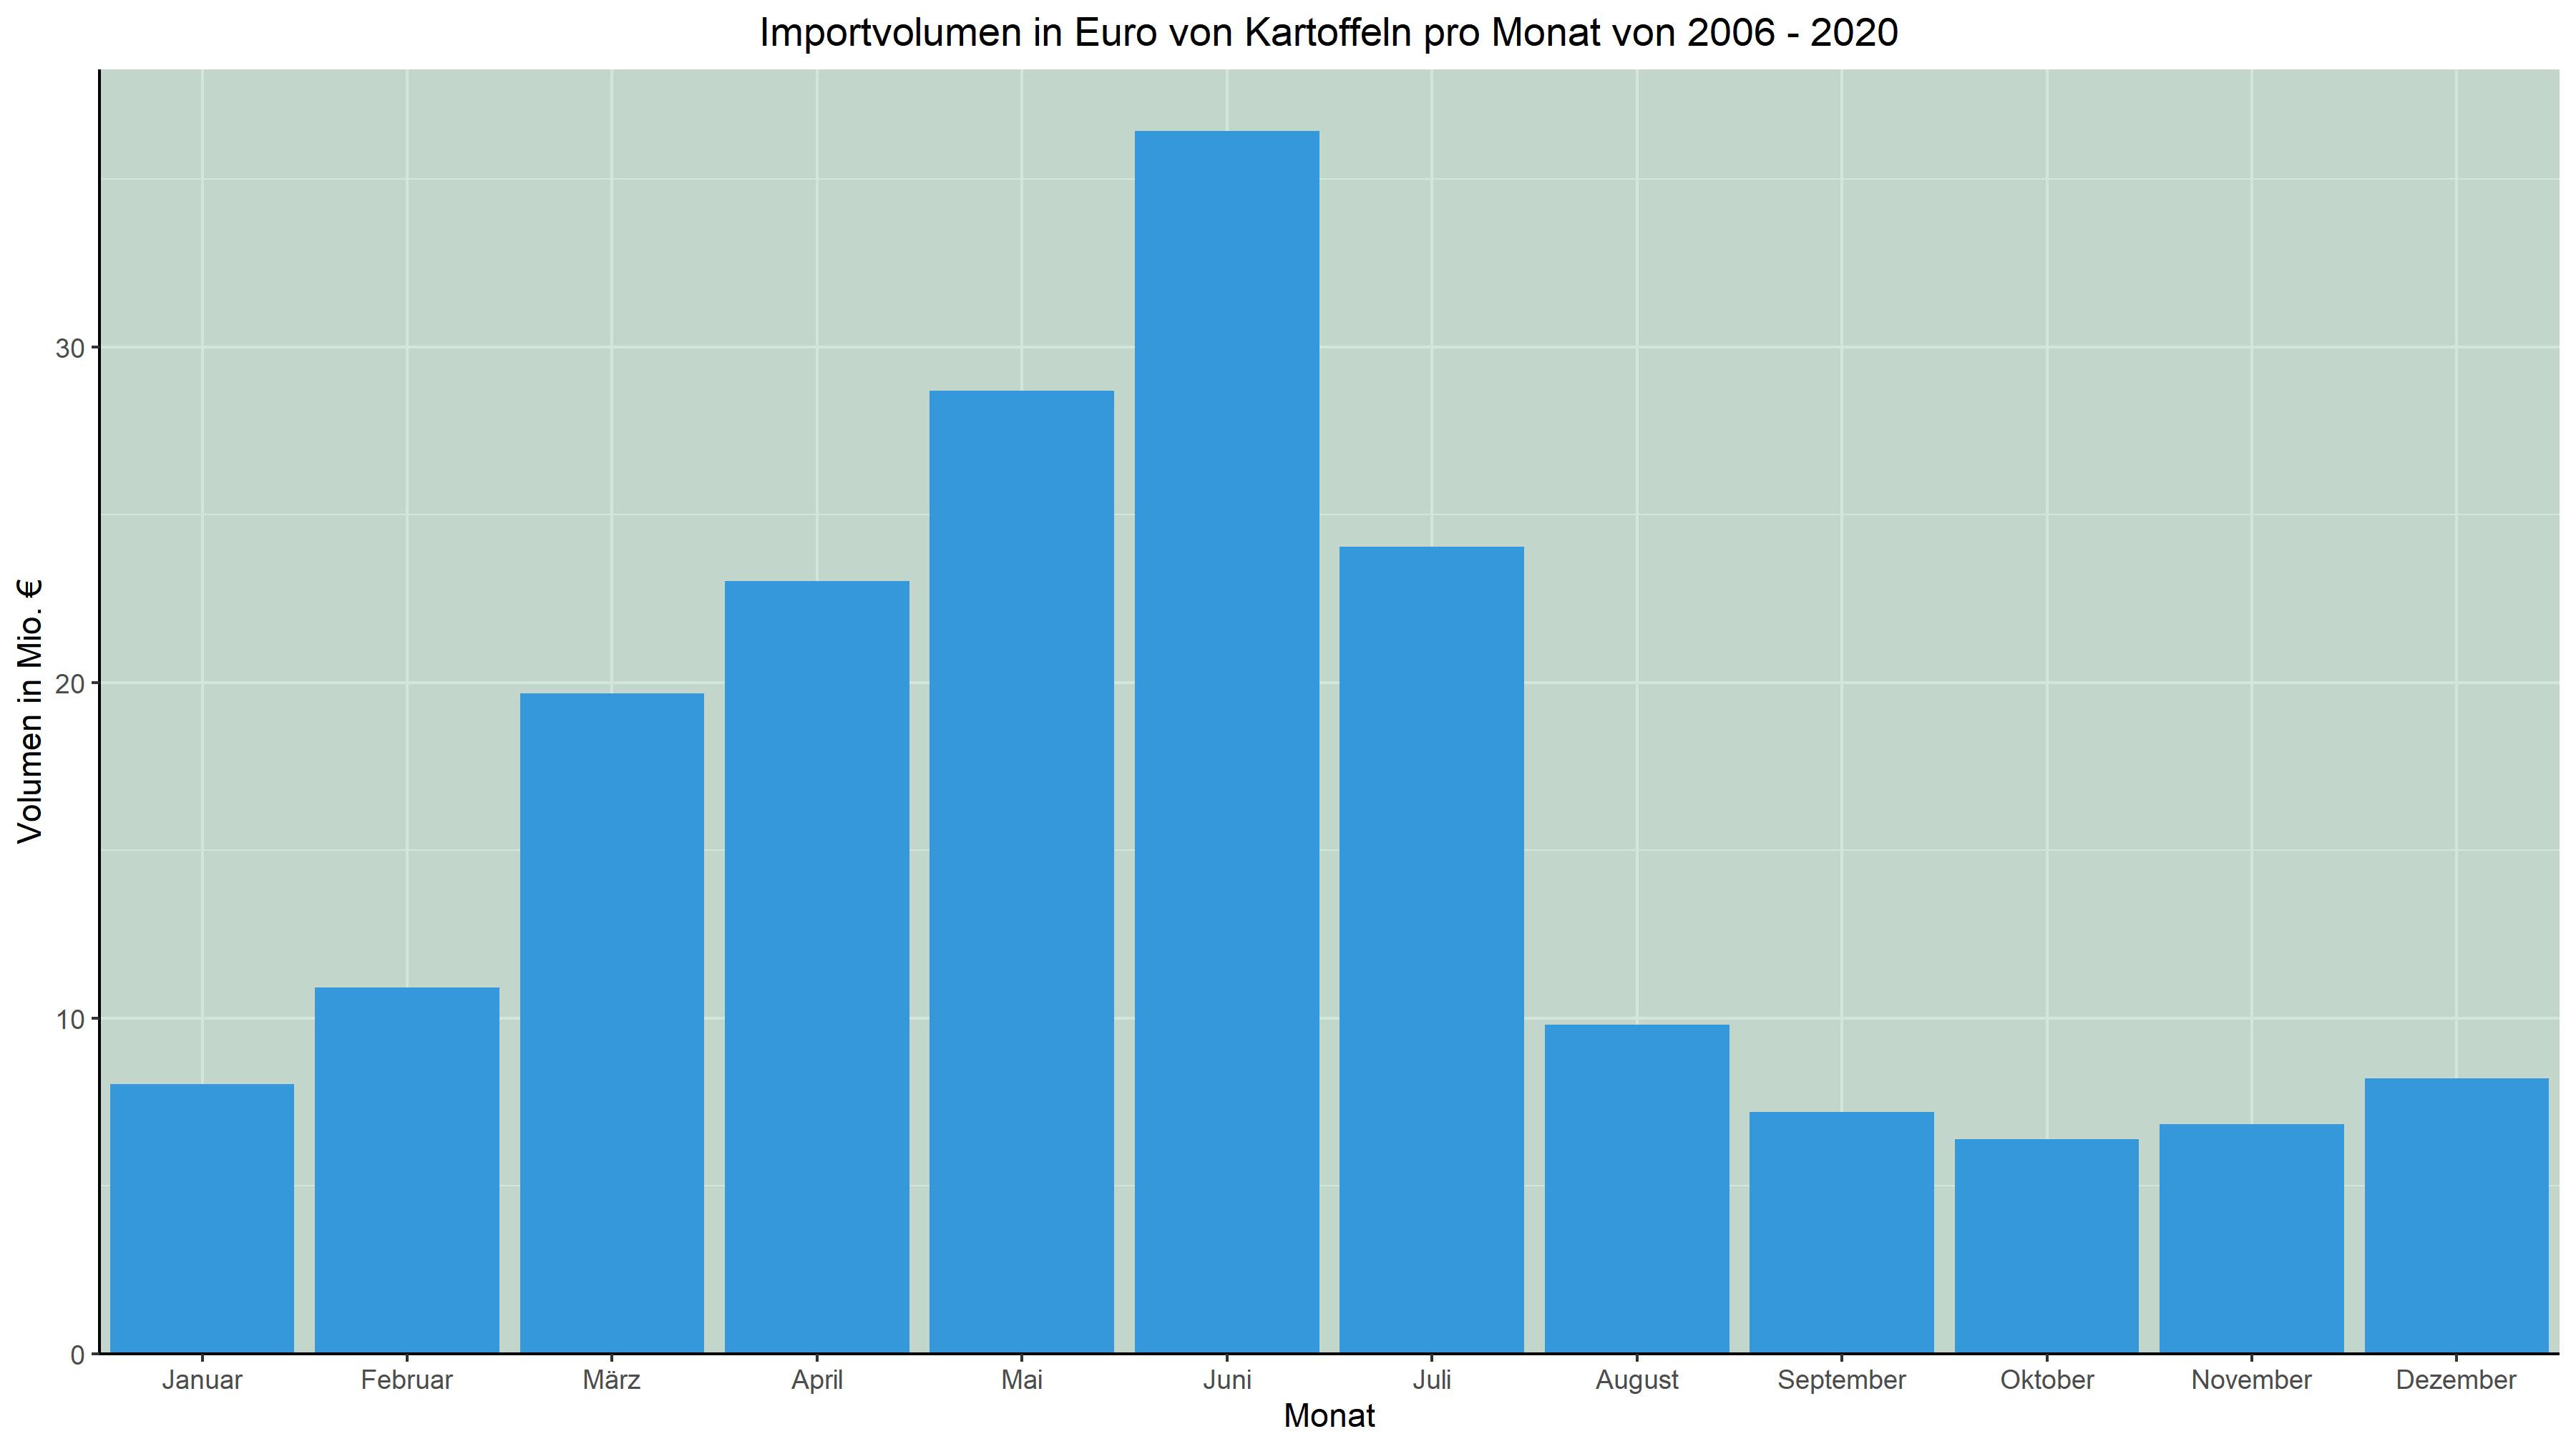 Importvolumen in Euro von Kartoffeln pro Monat von 2006 - 2020
Volumen in Mio. €
30
20
10
0
Januar Februar März April Mai Juni Juli August September Oktober November Dezember
Monat